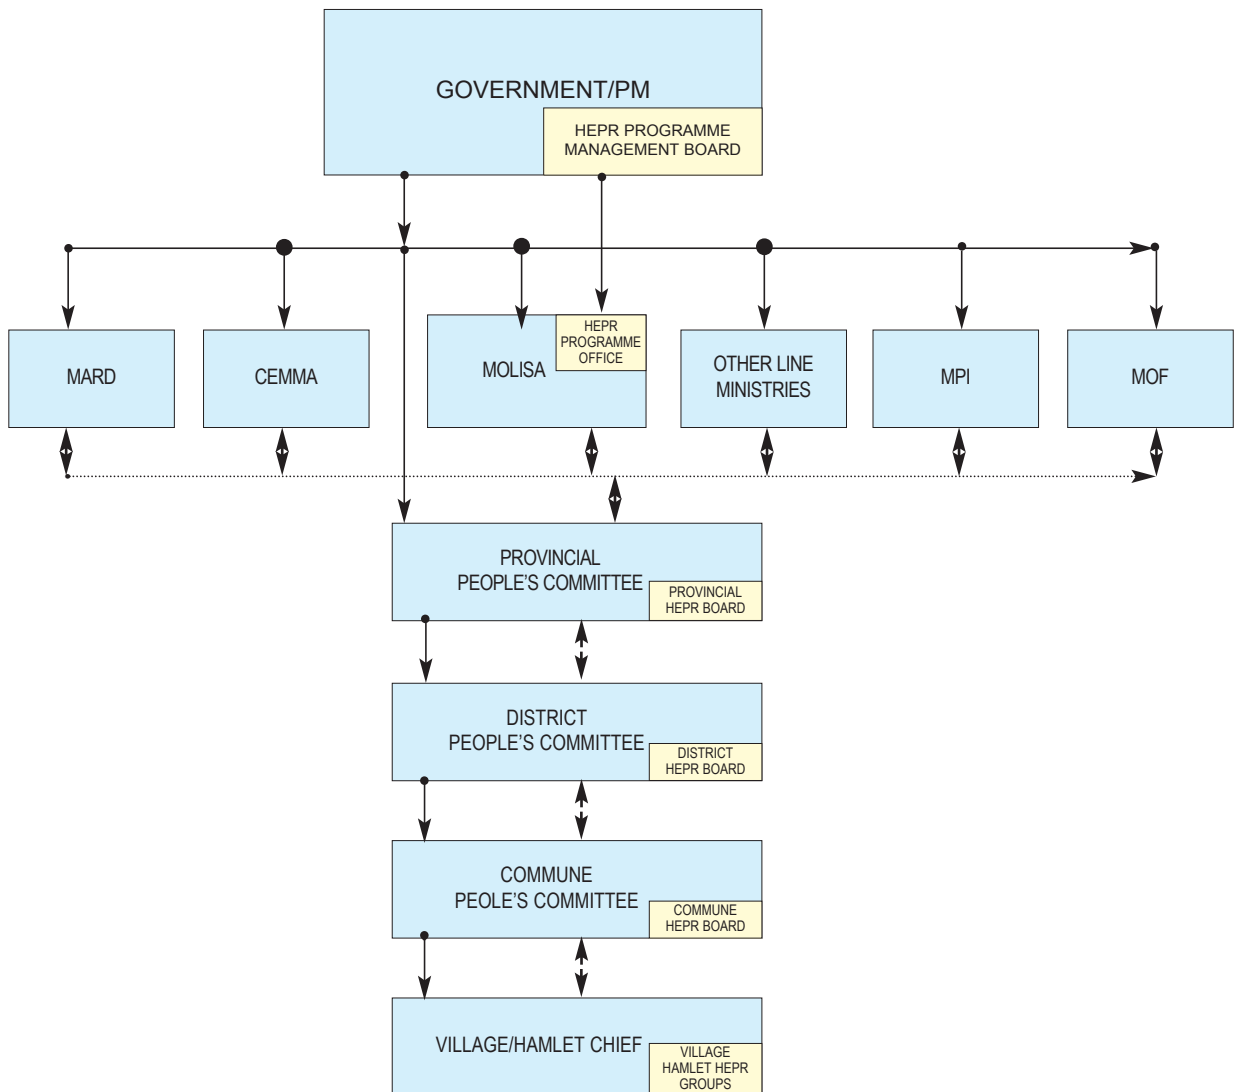 GOVERNMENT/PM
HEPR PROGRAMME
MANAGEMENT BOARD
MARD
CEMMA
MOLISA
HEPR
PROGRAMME
OFFICE
OTHER LINE
MINISTRIES
MPI
MOF
PROVINCIAL
PEOPLE'S COMMITTEE
PROVINCIAL
HEPR BOARD
DISTRICT
PEOPLE'S COMMITTEE
DISTRICT
HEPR BOARD
COMMUNE
PEOLE'S COMMITTEE
COMMUNE
HEPR BOARD
VILLAGE/HAMLET CHIEF
VILLAGE
HAMLET HEPR
GROUPS